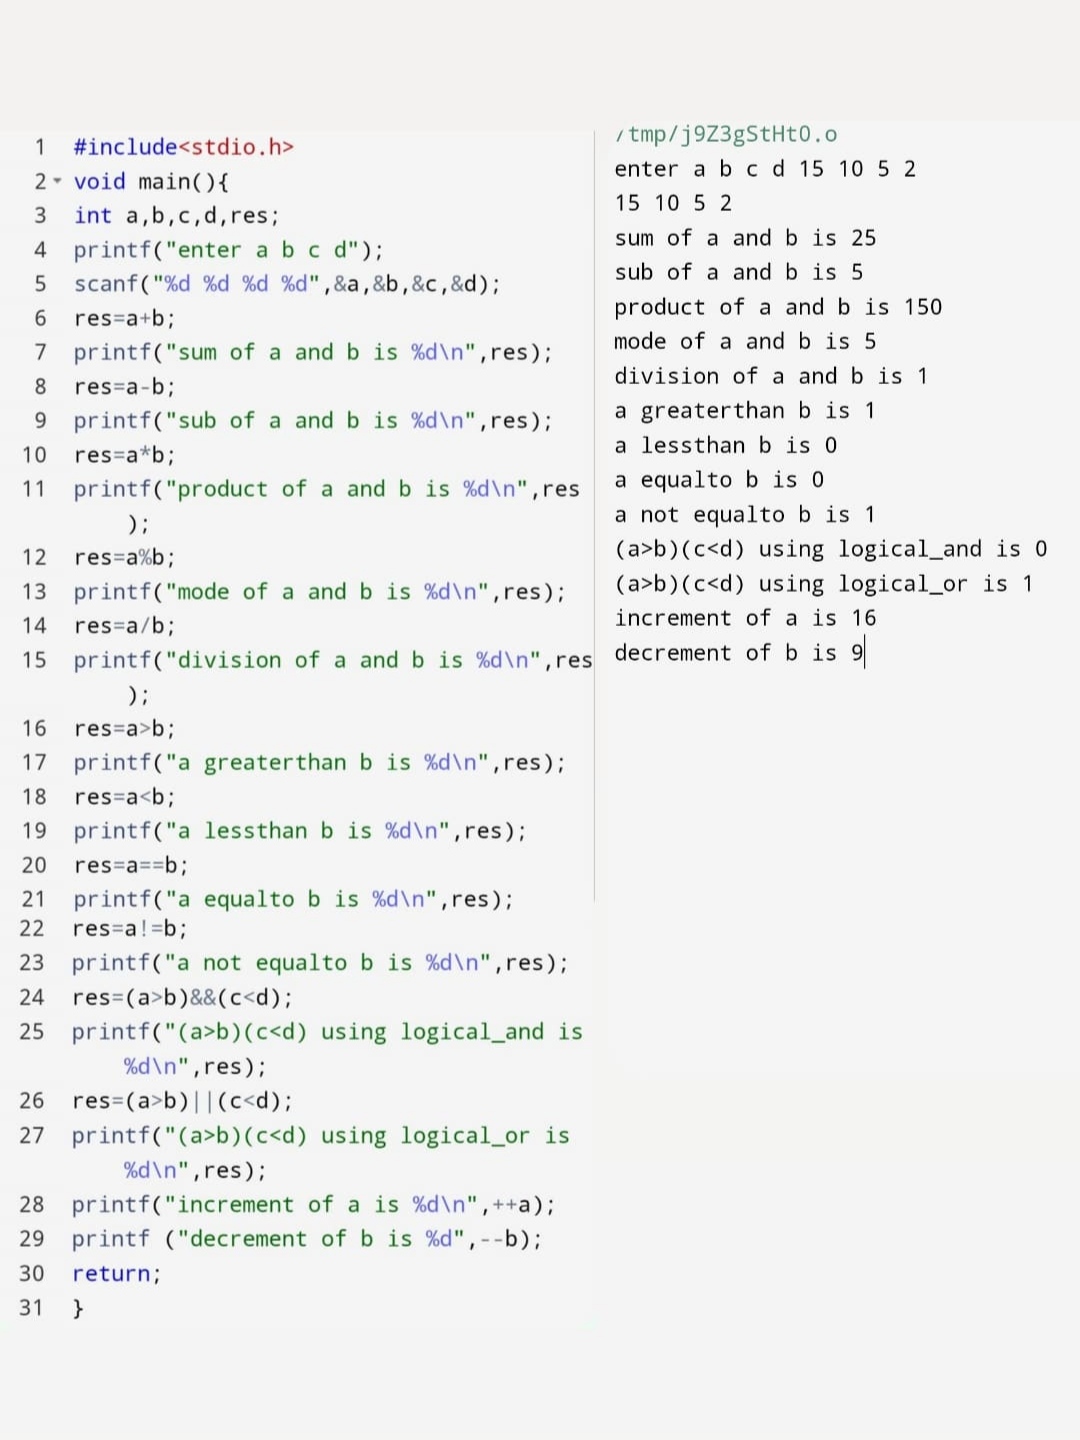 1 #include<stdio.h>
2 void main(){
3 int a,b,c,d,res;
4 printf("enter a b c d");
5 scanf("%d %d %d %d",&a,&b,&c,&d);
6 res=a+b;
7 printf("sum of a and b is %d\n",res);
8 res=a-b;
9 printf("sub of a and b is %d\n",res);
10 res=a*b;
11 printf("product of a and b is %d\n",res
);
12 res=a%b;
13 printf("mode of a and b is %d\n",res);
14 res=a/b;
15 printf("division of a and b is %d\n",res
);
16 res=a>b;
17 printf("a greaterthan b is %d\n",res);
18 res=a<b;
19 printf("a lessthan b is %d\n",res);
20 res=a==b;
21 printf("a equalto b is %d\n",res);
22 res=a!=b;
23 printf("a not equalto b is %d\n",res);
24 res=(a>b)&&(c<d);
25 printf("(a>b)(c<d) using logical_and is
%d\n",res);
26 res=(a>b)||(c<d);
27 printf("(a>b)(c<d) using logical_or is
%d\n",res);
28 printf("increment of a is %d\n",++a);
29 printf ("decrement of b is %d",--b);
30 return;
31 }
/tmp/j9Z3gStHtO.o
enter a b c d 15 10 5 2
15 10 5 2
sum of a and b is 25
sub of a and b is 5
product of a and b is 150
mode of a and b is 5
division of a and b is 1
a greaterthan b is 1
a lessthan b is 0
a equalto b is 0
a not equalto b is 1
(a>b)(c<d) using logical_and is 0
(a>b)(c<d) using logical_or is 1
increment of a is 16
decrement of b is 9